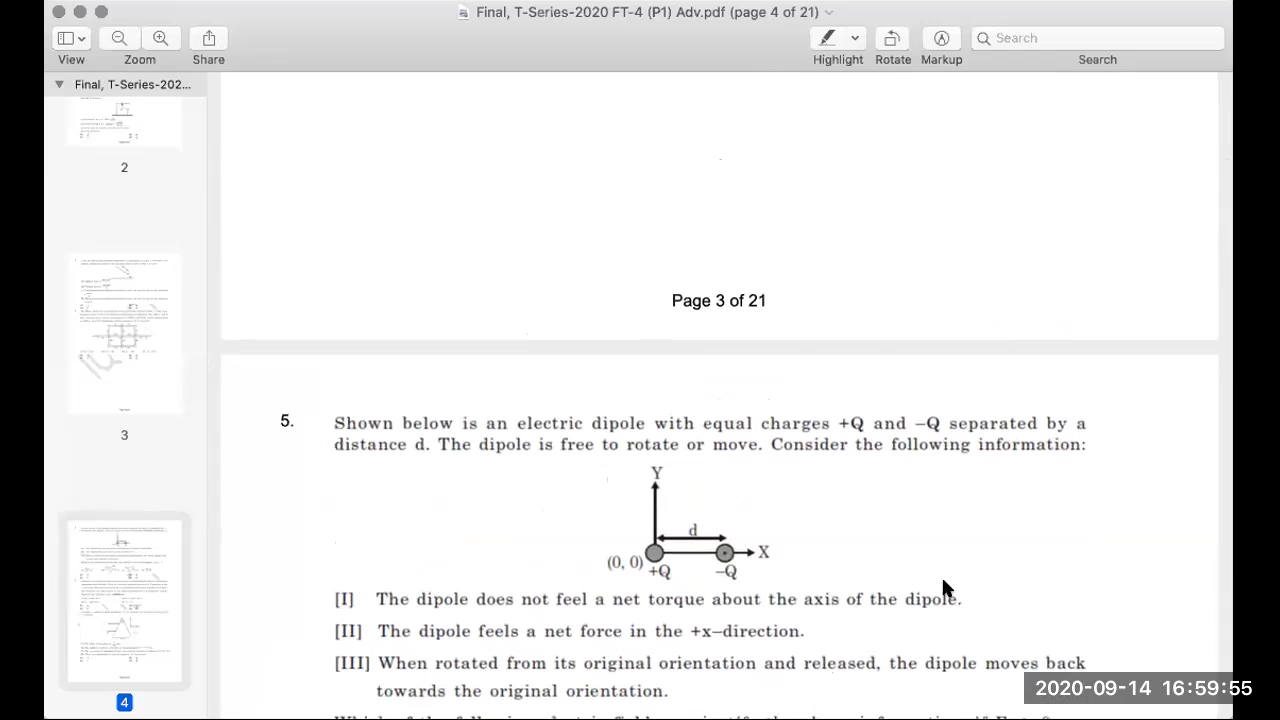 Final, T-Series-2020 FT-4 (P1) Adv.pdf (page 4 of 21)
View
Zoom
Share
Highlight
Rotate
Markup
Search
Search
Final, T-Series-202...
2
3
4
Page 3 of 21
5. Shown below is an electric dipole with equal charges +Q and –Q separated by a
distance d. The dipole is free to rotate or move. Consider the following information:
Y
d
X
(0, 0)
+Q
–Q
[I] The dipole does not feel a net torque about the axis of the dipole.
[II] The dipole feels a net force in the +x–direction.
[III] When rotated from its original orientation and released, the dipole moves back
towards the original orientation.
2020-09-14 16:59:55